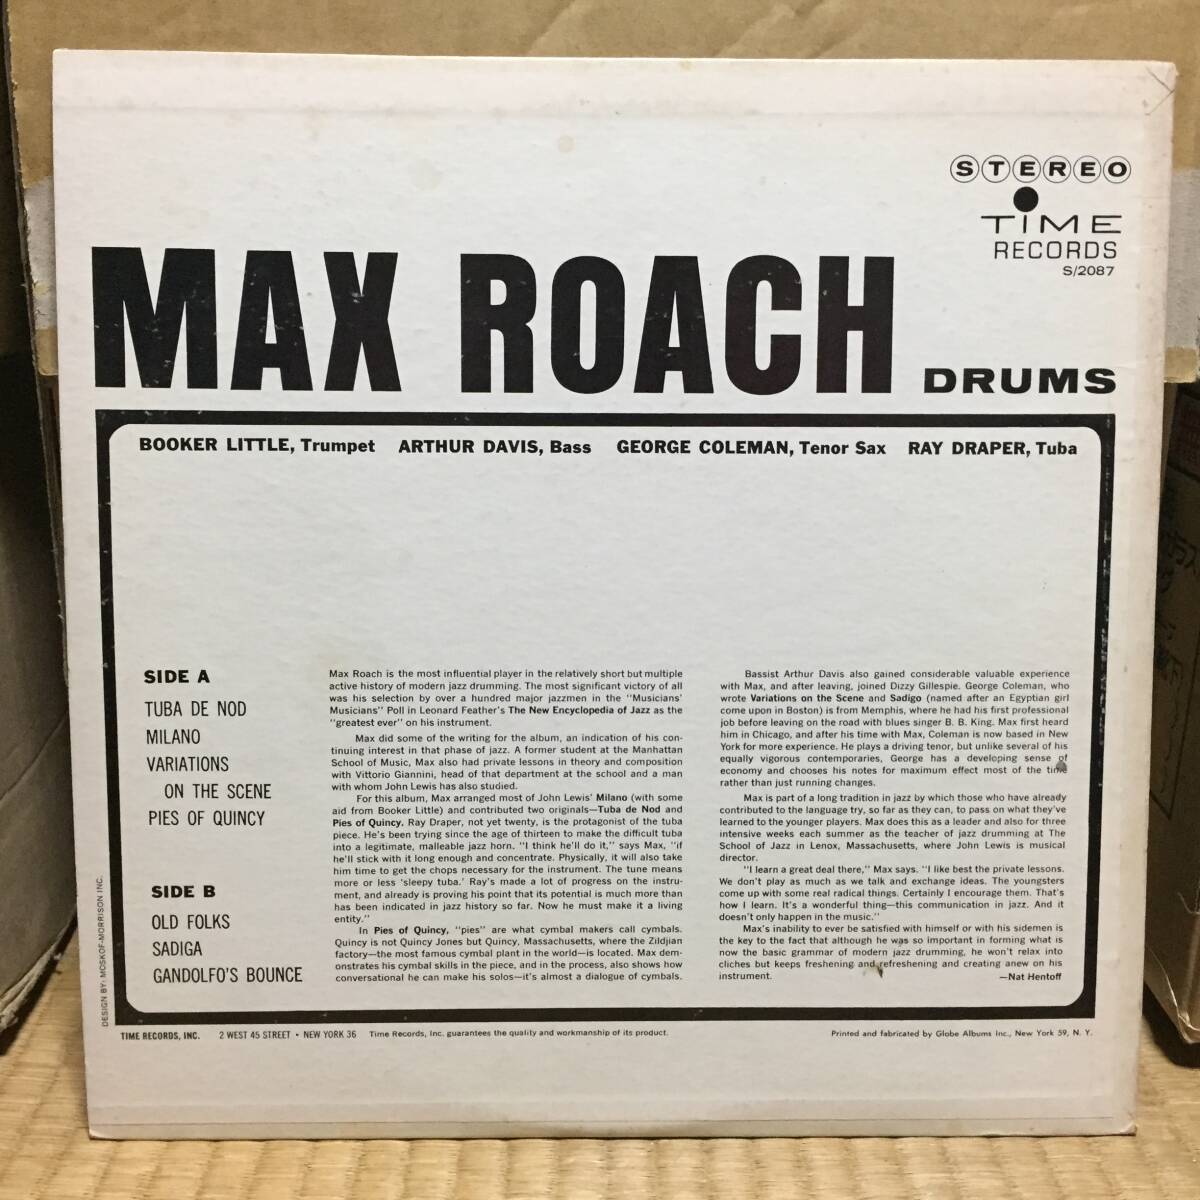 STEREO
TIME
RECORDS
S/2087
MAX ROACH
DRUMS
BOOKER LITTLE, Trumpet ARTHUR DAVIS, Bass GEORGE COLEMAN, Tenor Sax RAY DRAPER, Tuba
SIDE A
TUBA DE NOD
MILANO
VARIATIONS
ON THE SCENE
PIES OF QUINCY
SIDE B
OLD FOLKS
SADIGA
GANDOLFO'S BOUNCE
Max Roach is the most influential player in the relatively short but multiple
active history of modern jazz drumming. The most significant victory of all
was his selection by over a hundred major jazzmen in the "Musicians'
Musicians" Poll in Leonard Feather's The New Encyclopedia of Jazz as the
"greatest ever" on his instrument.
Max did some of the writing for the album, an indication of his con-
tinuing interest in that phase of jazz. A former student at the Manhattan
School of Music, Max also had private lessons in theory and composition
with Vittorio Giannini, head of that department at the school and a man
with whom John Lewis has also studied.
For this album, Max arranged most of John Lewis' Milano (with some
aid from Booker Little) and contributed two originals—Tuba de Nod and
Pies of Quincy. Ray Draper, not yet twenty, is the protagonist of the tuba
piece. He's been trying since the age of thirteen to make the difficult tuba
into a legitimate, malleable jazz horn. "I think he'll do it," says Max, "if
he'll stick with it long enough and concentrate. Physically, it will also take
him time to get the chops necessary for the instrument. The tune means
more or less 'sleepy tuba.' Ray's made a lot of progress on the instru-
ment, and already is proving his point that its potential is much more than
has been indicated in jazz history so far. Now he must make it a living
entity."
In Pies of Quincy, "pies" are what cymbal makers call cymbals.
Quincy is not Quincy Jones but Quincy, Massachusetts, where the Zildjian
factory—the most famous cymbal plant in the world—is located. Max dem-
onstrates his cymbal skills in the piece, and in the process, also shows how
conversational he can make his solos—it's almost a dialogue of cymbals.
Bassist Arthur Davis also gained considerable valuable experience
with Max, and after leaving, joined Dizzy Gillespie. George Coleman, who
wrote Variations on the Scene and Sadigo (named after an Egyptian girl
come upon in Boston) is from Memphis, where he had his first professional
job before leaving on the road with blues singer B. B. King. Max first heard
him in Chicago, and after his time with Max, Coleman is now based in New
York for more experience. He plays a driving tenor, but unlike several of his
equally vigorous contemporaries, George has a developing sense of
economy and chooses his notes for maximum effect most of the time
rather than just running changes.
Max is part of a long tradition in jazz by which those who have already
contributed to the language try, so far as they can, to pass on what they've
learned to the younger players. Max does this as a leader and also for three
intensive weeks each summer as the teacher of jazz drumming at The
School of Jazz in Lenox, Massachusetts, where John Lewis is musical
director.
"I learn a great deal there," Max says. "I like best the private lessons.
We don't play as much as we talk and exchange ideas. The youngsters
come up with some real radical things. Certainly I encourage them. That's
how I learn. It's a wonderful thing—this communication in jazz. And it
doesn't only happen in the music."
Max's inability to ever be satisfied with himself or with his sidemen is
the key to the fact that although he was so important in forming what is
now the basic grammar of modern jazz drumming, he won't relax into
cliches but keeps freshening and refreshening and creating anew on his
instrument.
—Nat Hentoff
DESIGN BY: MOSKOF-MORRISON INC.
TIME RECORDS, INC. 2 WEST 45 STREET • NEW YORK 36 Time Records, Inc. guarantees the quality and workmanship of its product.
Printed and fabricated by Globe Albums Inc., New York 59, N. Y.